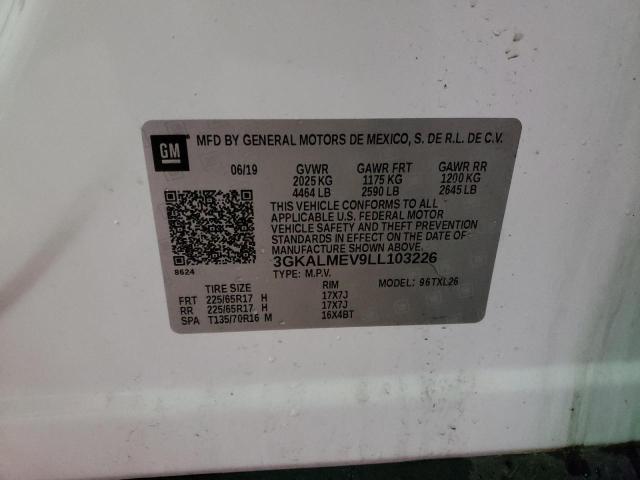 GM
MFD BY GENERAL MOTORS DE MEXICO, S. DE R.L. DE C.V.
06/19 GVWR GAWR FRT GAWR RR
2025 KG 1175 KG 1200 KG
4464 LB 2590 LB 2645 LB
THIS VEHICLE CONFORMS TO ALL
APPLICABLE U.S. FEDERAL MOTOR
VEHICLE SAFETY AND THEFT PREVENTION
STANDARDS IN EFFECT ON THE DATE OF
MANUFACTURE SHOWN ABOVE.
3GKALMEV9LL103226
8624 TYPE: M.P.V. MODEL: 96TXL26
TIRE SIZE RIM
FRT 225/65R17 H 17X7J
RR 225/65R17 H 17X7J
SPA T135/70R16 M 16X4BT